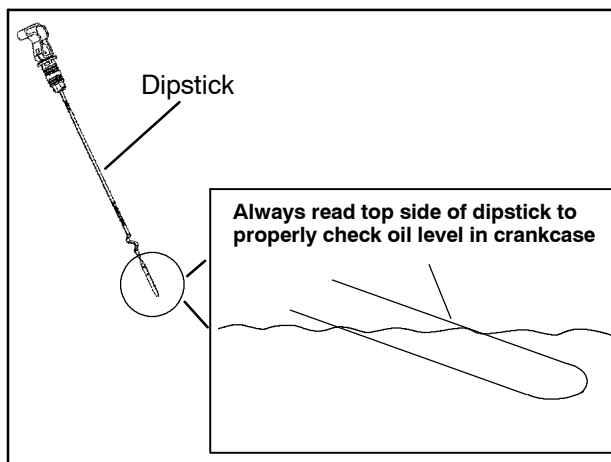 Dipstick
Always read top side of dipstick to
properly check oil level in crankcase